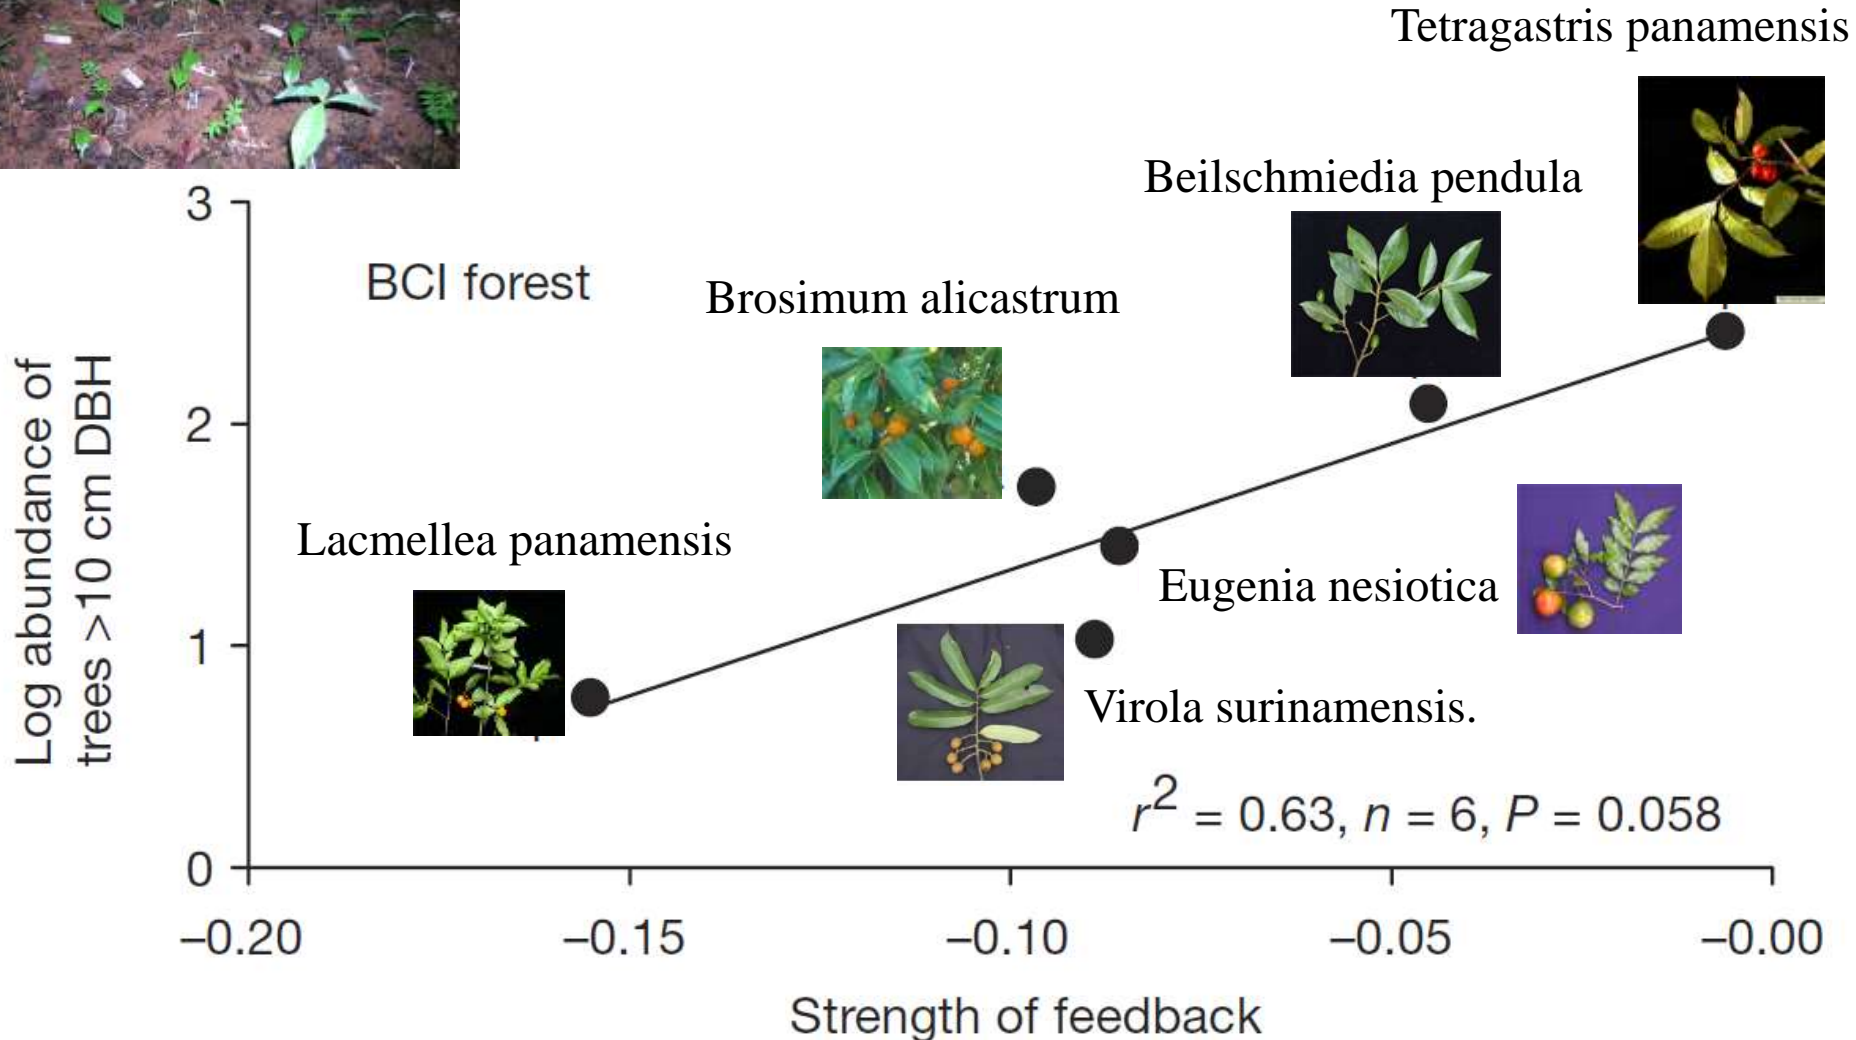 Tetragastris panamensis
Beilschmiedia pendula
BCI forest
Brosimum alicastrum
Lacmellea panamensis
Eugenia nesiotica
Virola surinamensis.
r² = 0.63, n = 6, P = 0.058
Log abundance of
trees >10 cm DBH
3
2
1
0
–0.20 –0.15 –0.10 –0.05 –0.00
Strength of feedback